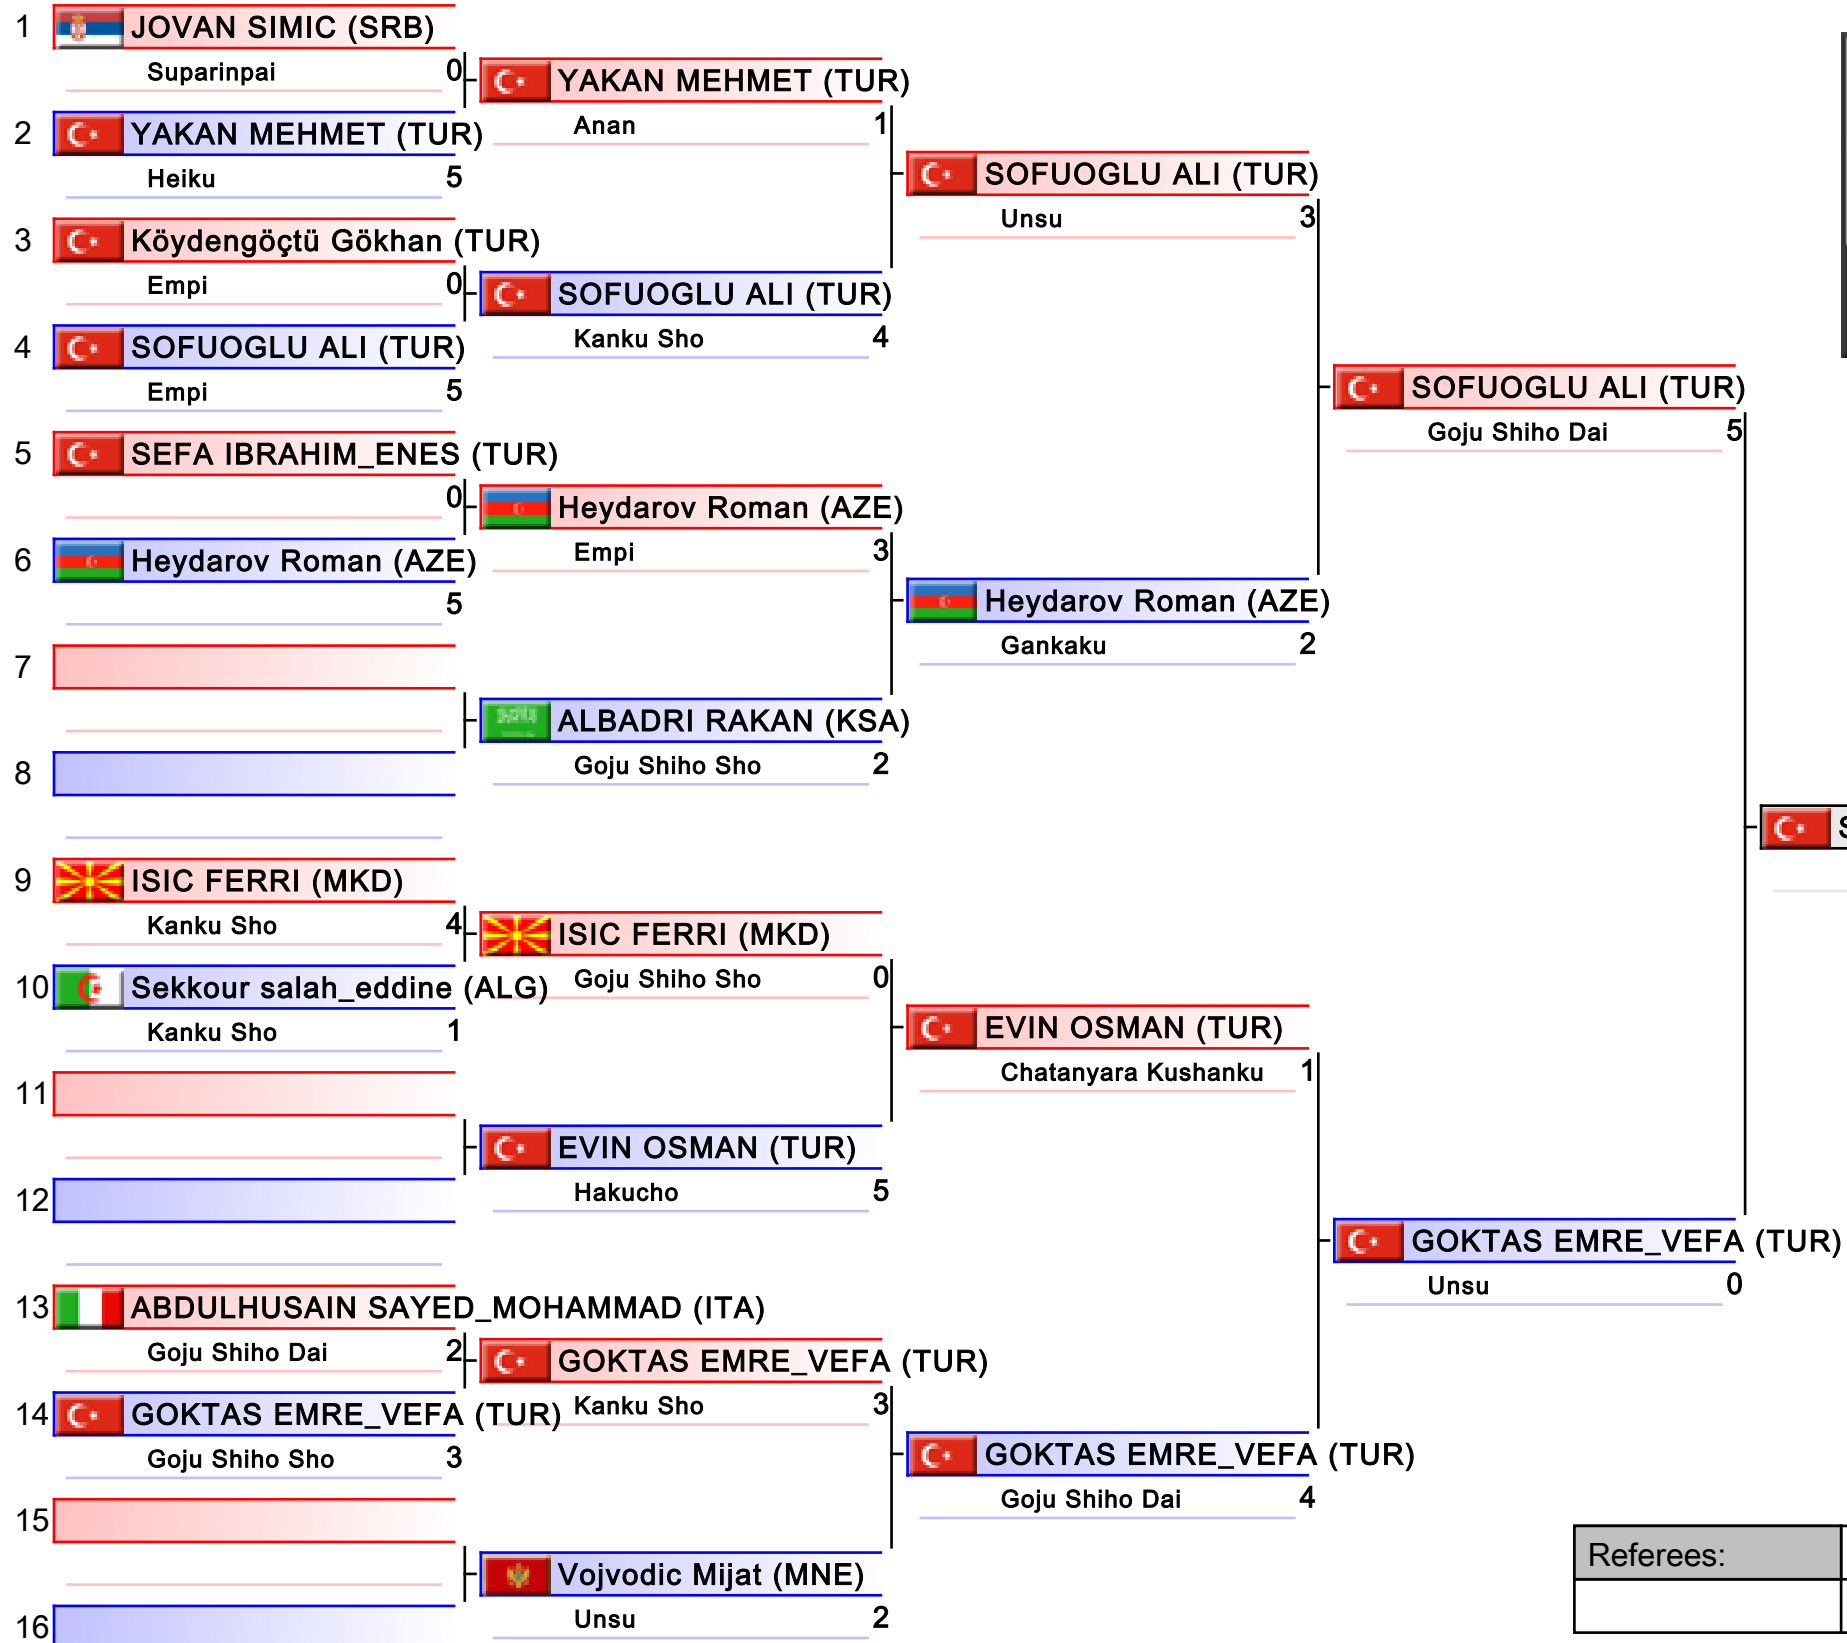 1 JOVAN SIMIC (SRB)
Suparinpai 0
2 YAKAN MEHMET (TUR)
Heiku 5
3 Köydengöçtü Gökhan (TUR)
Empi 0
4 SOFUOGLU ALI (TUR)
Empi 5
5 SEFA IBRAHIM_ENES (TUR)
0
6 Heydarov Roman (AZE)
5
7
8
9 ISIC FERRI (MKD)
Kanku Sho 4
10 Sekkour salah_eddine (ALG)
Kanku Sho 1
11
12
13 ABDULHUSAIN SAYED_MOHAMMAD (ITA)
Goju Shiho Dai 2
14 GOKTAS EMRE_VEFA (TUR)
Goju Shiho Sho 3
15
16
YAKAN MEHMET (TUR)
Anan 1
SOFUOGLU ALI (TUR)
Kanku Sho 4
Heydarov Roman (AZE)
Empi 3
ALBADRI RAKAN (KSA)
Goju Shiho Sho 2
ISIC FERRI (MKD)
Goju Shiho Sho 0
EVIN OSMAN (TUR)
Hakucho 5
GOKTAS EMRE_VEFA (TUR)
Kanku Sho 3
Vojvodic Mijat (MNE)
Unsu 2
SOFUOGLU ALI (TUR)
Unsu 3
Heydarov Roman (AZE)
Gankaku 2
EVIN OSMAN (TUR)
Chatanyara Kushanku 1
GOKTAS EMRE_VEFA (TUR)
Goju Shiho Dai 4
SOFUOGLU ALI (TUR)
Goju Shiho Dai 5
GOKTAS EMRE_VEFA (TUR)
Unsu 0
Referees: